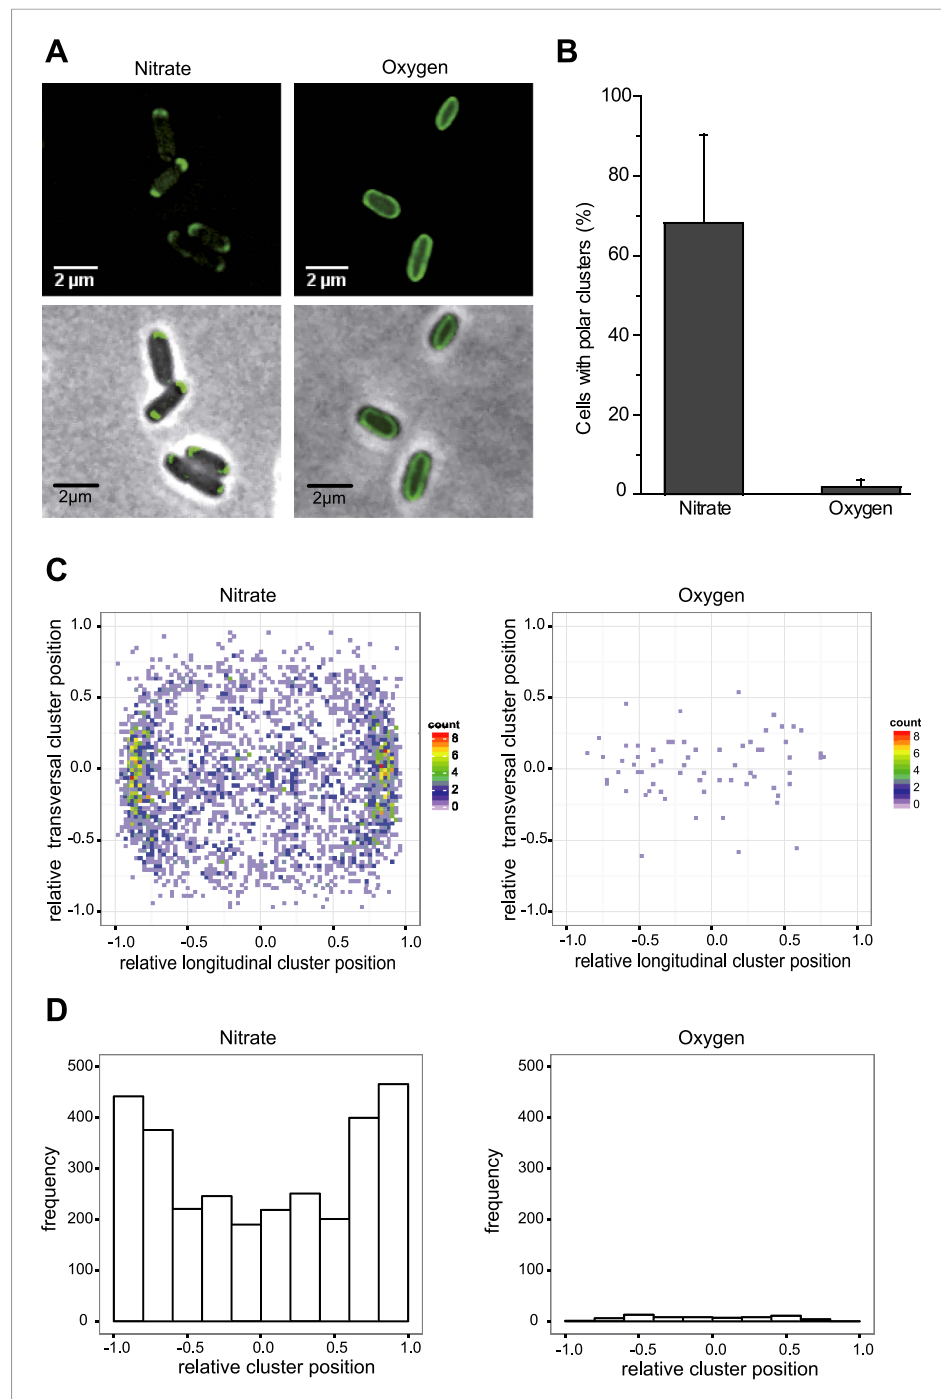 A
Nitrate
Oxygen
2 µm
2 µm
2µm
2µm
B
Cells with polar clusters (%)
100
80
60
40
20
0
Nitrate
Oxygen
C
Nitrate
relative transversal cluster position
1.0
0.5
0.0
-0.5
-1.0
-1.0 -0.5 0.0 0.5 1.0
relative longitudinal cluster position
count
8
6
4
2
0
Oxygen
relative transversal cluster position
1.0
0.5
0.0
-0.5
-1.0
-1.0 -0.5 0.0 0.5 1.0
relative longitudinal cluster position
count
8
6
4
2
0
D
Nitrate
frequency
500
400
300
200
100
0
-1.0 -0.5 0.0 0.5 1.0
relative cluster position
Oxygen
frequency
500
400
300
200
100
0
-1.0 -0.5 0.0 0.5 1.0
relative cluster position